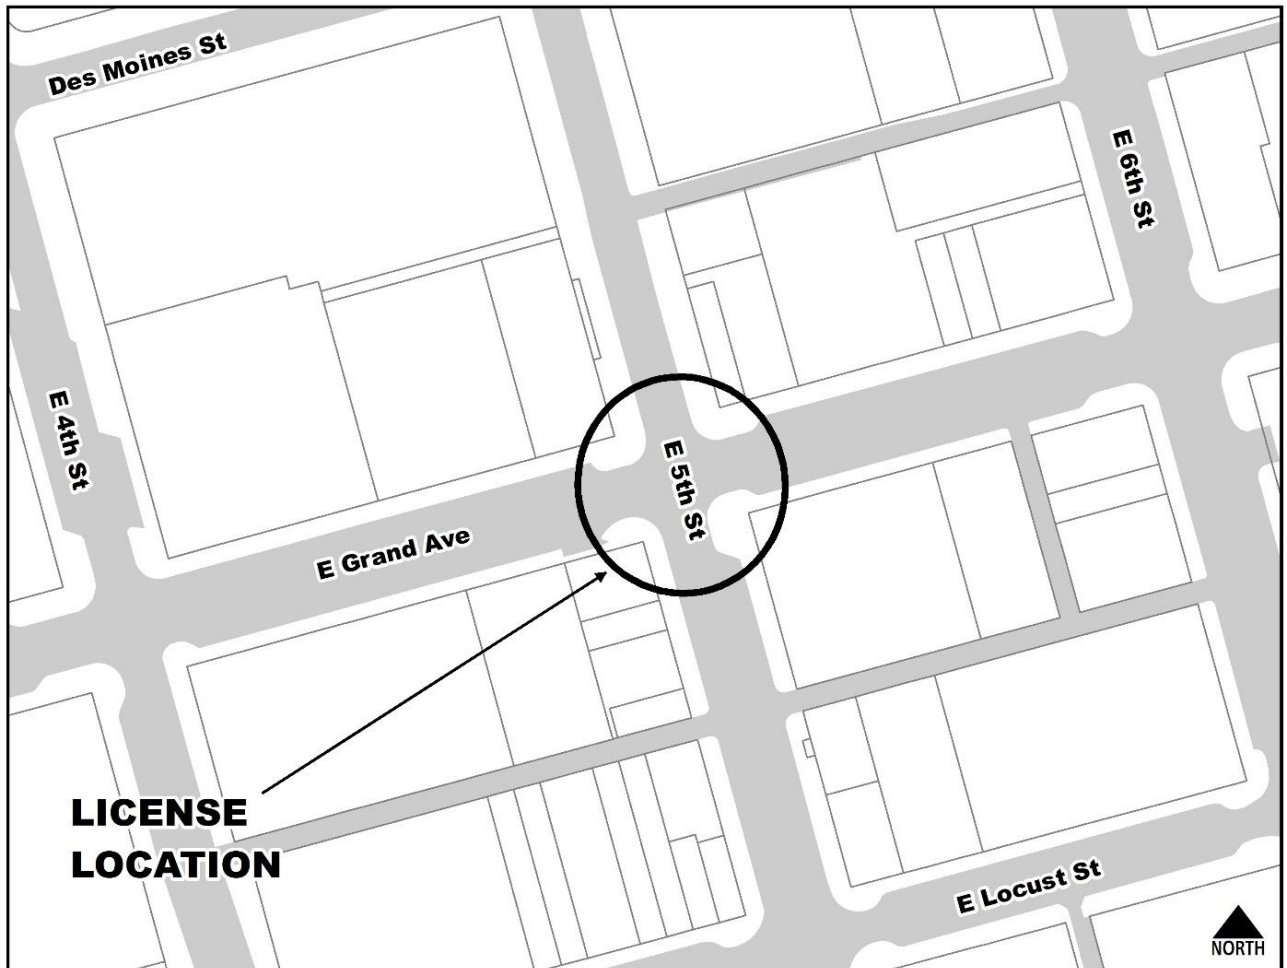 Des Moines St
E 6th St
E 4th St
E 5th St
E Grand Ave
LICENSE
LOCATION
E Locust St
NORTH